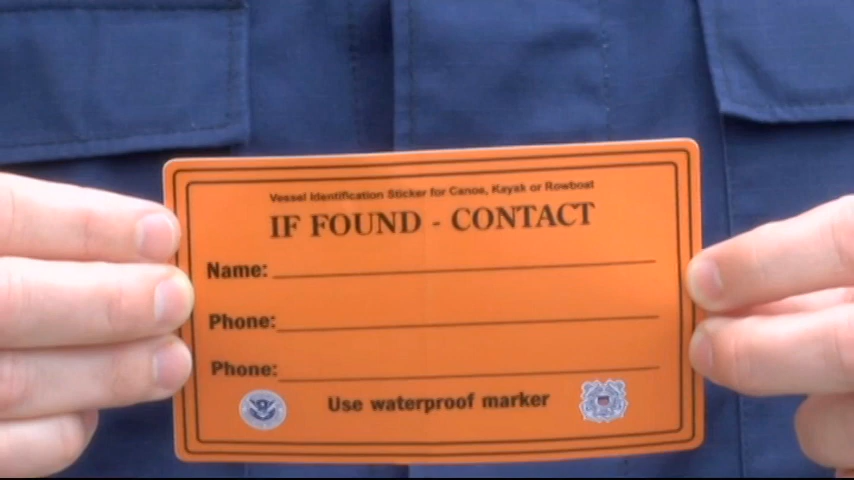 Vessel Identification Sticker for Canoe, Kayak or Rowboat
IF FOUND - CONTACT
Name:
Phone:
Phone:
Use waterproof marker